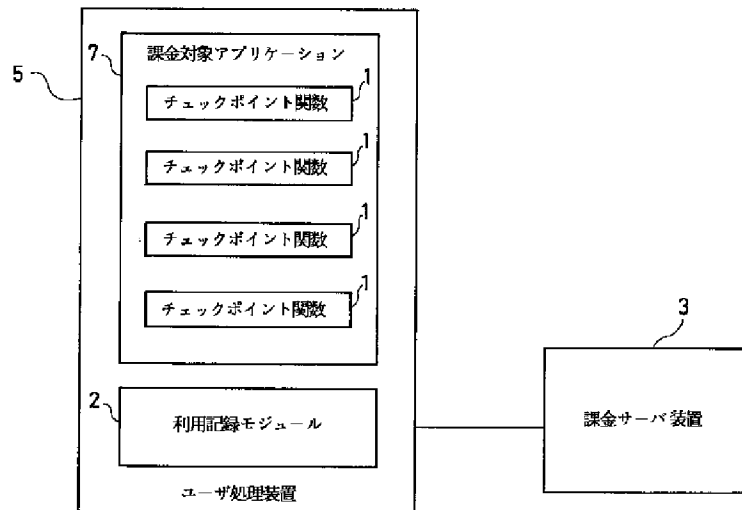 7
課金対象アプリケーション
5
1
チェックポイント関数
1
チェックポイント関数
1
チェックポイント関数
1
チェックポイント関数
3
2
利用記録モジュール
課金サーバ装置
ユーザ処理装置